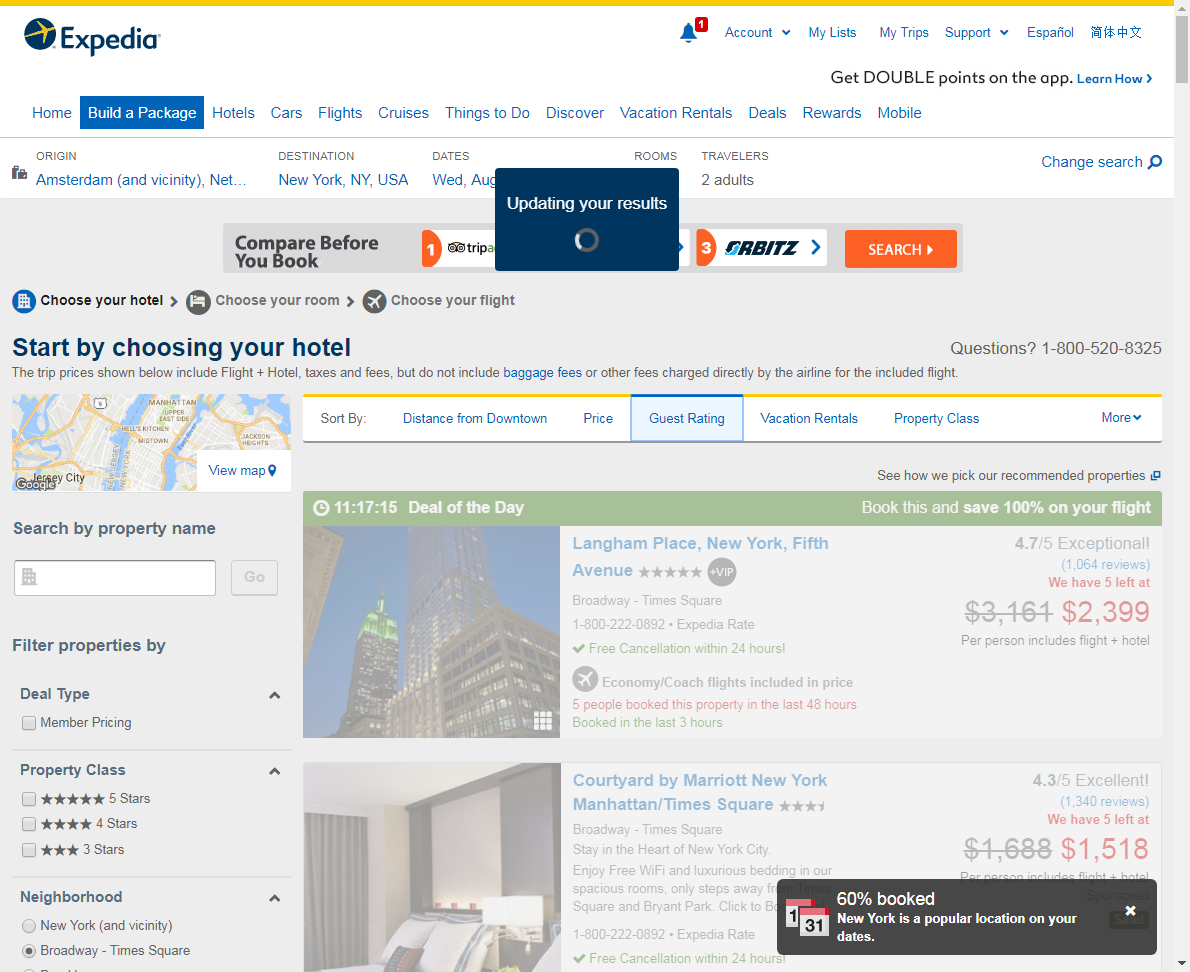 Expedia
1
Account
My Lists
My Trips
Support
Español
简体中文
Get DOUBLE points on the app. Learn How
Home
Build a Package
Hotels
Cars
Flights
Cruises
Things to Do
Discover
Vacation Rentals
Deals
Rewards
Mobile
ORIGIN
Amsterdam (and vicinity), Net...
DESTINATION
New York, NY, USA
DATES
Wed, Aug
ROOMS
TRAVELERS
2 adults
Change search
Updating your results
Compare Before
You Book
1
3
ORBITZ
SEARCH
Choose your hotel
Choose your room
Choose your flight
Start by choosing your hotel
Questions? 1-800-520-8325
The trip prices shown below include Flight + Hotel, taxes and fees, but do not include baggage fees or other fees charged directly by the airline for the included flight.
9
MANHATTAN
UPPER
EAST SIDE
HELL'S KITCHEN
MIDTOWN
JACKSON
HEIGHTS
NEW JERSEY
NEW YORK
East River
Jersey City
Google
View map
Sort By:
Distance from Downtown
Price
Guest Rating
Vacation Rentals
Property Class
More
See how we pick our recommended properties
Search by property name
Go
Filter properties by
Deal Type
Member Pricing
Property Class
5 Stars
4 Stars
3 Stars
Neighborhood
New York (and vicinity)
Broadway - Times Square
11:17:15 Deal of the Day
Book this and save 100% on your flight
Langham Place, New York, Fifth
Avenue
+VIP
Broadway - Times Square
1-800-222-0892 • Expedia Rate
Free Cancellation within 24 hours!
Economy/Coach flights included in price
5 people booked this property in the last 48 hours
Booked in the last 3 hours
4.7/5 Exceptional!
(1,064 reviews)
We have 5 left at
$3,161 $2,399
Per person includes flight + hotel
Courtyard by Marriott New York
Manhattan/Times Square
Broadway - Times Square
Stay in the Heart of New York City.
Enjoy Free WiFi and luxurious bedding in our
spacious rooms, only steps away from Times
Square and Bryant Park. Click to
1-800-222-0892 • Expedia Rate
Free Cancellation within 24 hours!
4.3/5 Excellent!
(1,340 reviews)
We have 5 left at
$1,688 $1,518
Per person includes flight + hotel
Sponsored
1
31
60% booked
New York is a popular location on your
dates.